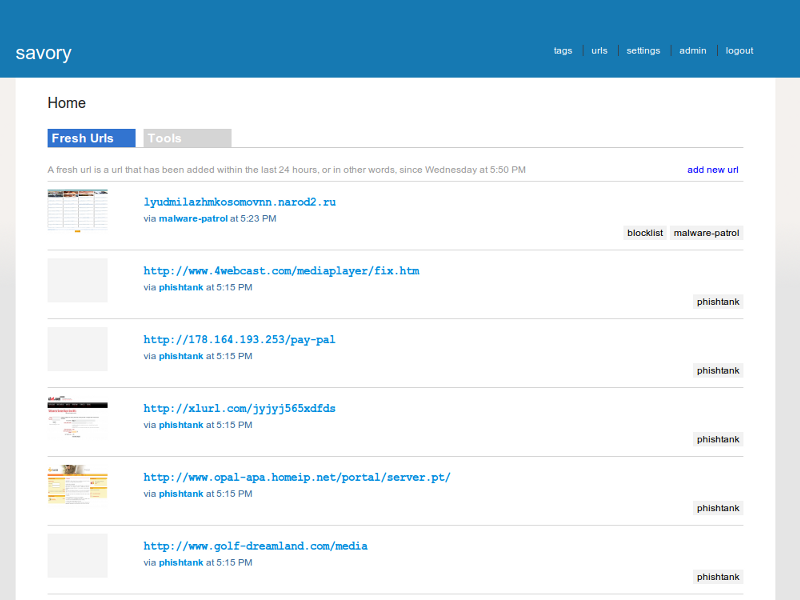 savory
tags urls settings admin logout
Home
Fresh Urls Tools
A fresh url is a url that has been added within the last 24 hours, or in other words, since Wednesday at 5:50 PM add new url
lyudmilazhmkosomovnn.narod2.ru
via malware-patrol at 5:23 PM
blocklist malware-patrol
http://www.4webcast.com/mediaplayer/fix.htm
via phishtank at 5:15 PM
phishtank
http://178.164.193.253/pay-pal
via phishtank at 5:15 PM
phishtank
http://xlurl.com/jyjyj565xdfds
via phishtank at 5:15 PM
phishtank
http://www.opal-apa.homeip.net/portal/server.pt/
via phishtank at 5:15 PM
phishtank
http://www.golf-dreamland.com/media
via phishtank at 5:15 PM
phishtank